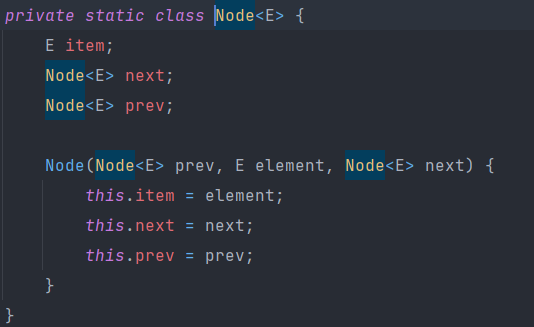 private static class Node<E> {
    E item;
    Node<E> next;
    Node<E> prev;

    Node(Node<E> prev, E element, Node<E> next) {
        this.item = element;
        this.next = next;
        this.prev = prev;
    }
}